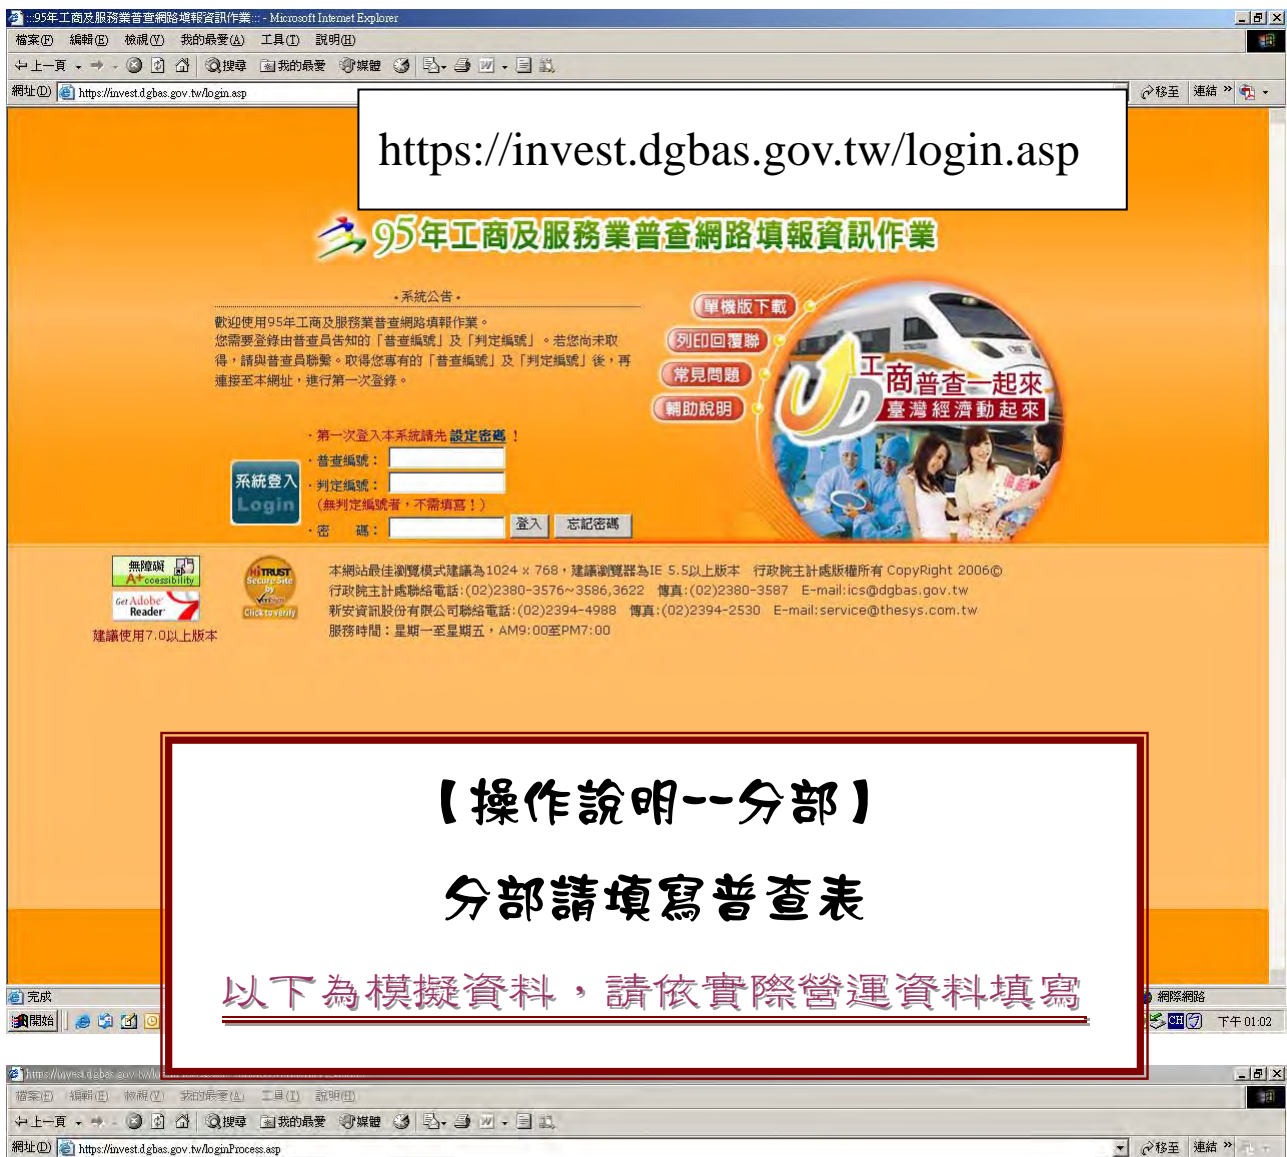 :::95年工商及服務業普查網路填報資訊作業::: - Microsoft Internet Explorer
檔案(F) 編輯(E) 檢視(V) 我的最愛(A) 工具(T) 說明(H)
上一頁 搜尋 我的最愛 媒體
網址(D) https://invest.dgbas.gov.tw/login.asp 移至 連結 »
https://invest.dgbas.gov.tw/login.asp
95年工商及服務業普查網路填報資訊作業
‧系統公告‧
歡迎使用95年工商及服務業普查網路填報作業。
您需要登錄由普查員告知的「普查編號」及「判定編號」。若您尚未取
得，請與普查員聯繫。取得您專有的「普查編號」及「判定編號」後，再
連接至本網址，進行第一次登錄。
單機版下載
列印回覆聯
常見問題
輔助說明
工商普查一起來
臺灣經濟動起來
‧第一次登入本系統請先 設定密碼！
系統登入
Login
‧普查編號：
‧判定編號：
(無判定編號者，不需填寫！)
‧密 碼： 登入 忘記密碼
無障礙
A+ccessibility
HiTRUST
Secure Site
by
VeriSign
Click to verify
Get Adobe
Reader
建議使用7.0以上版本
本網站最佳瀏覽模式建議為1024 x 768，建議瀏覽器為IE 5.5以上版本 行政院主計處版權所有 CopyRight 2006©
行政院主計處聯絡電話:(02)2380-3576~3586,3622 傳真:(02)2380-3587 E-mail:ics@dgbas.gov.tw
新安資訊股份有限公司聯絡電話:(02)2394-4988 傳真:(02)2394-2530 E-mail:service@thesys.com.tw
服務時間：星期一至星期五，AM9:00至PM7:00
【操作說明--分部】
分部請填寫普查表
以下為模擬資料，請依實際營運資料填寫
完成 網際網路
開始 CH 下午 01:02
檔案(F) 編輯(E) 檢視(V) 我的最愛(A) 工具(T) 說明(H)
上一頁 搜尋 我的最愛 媒體
網址(D) https://invest.dgbas.gov.tw/loginProcess.asp 移至 連結 »